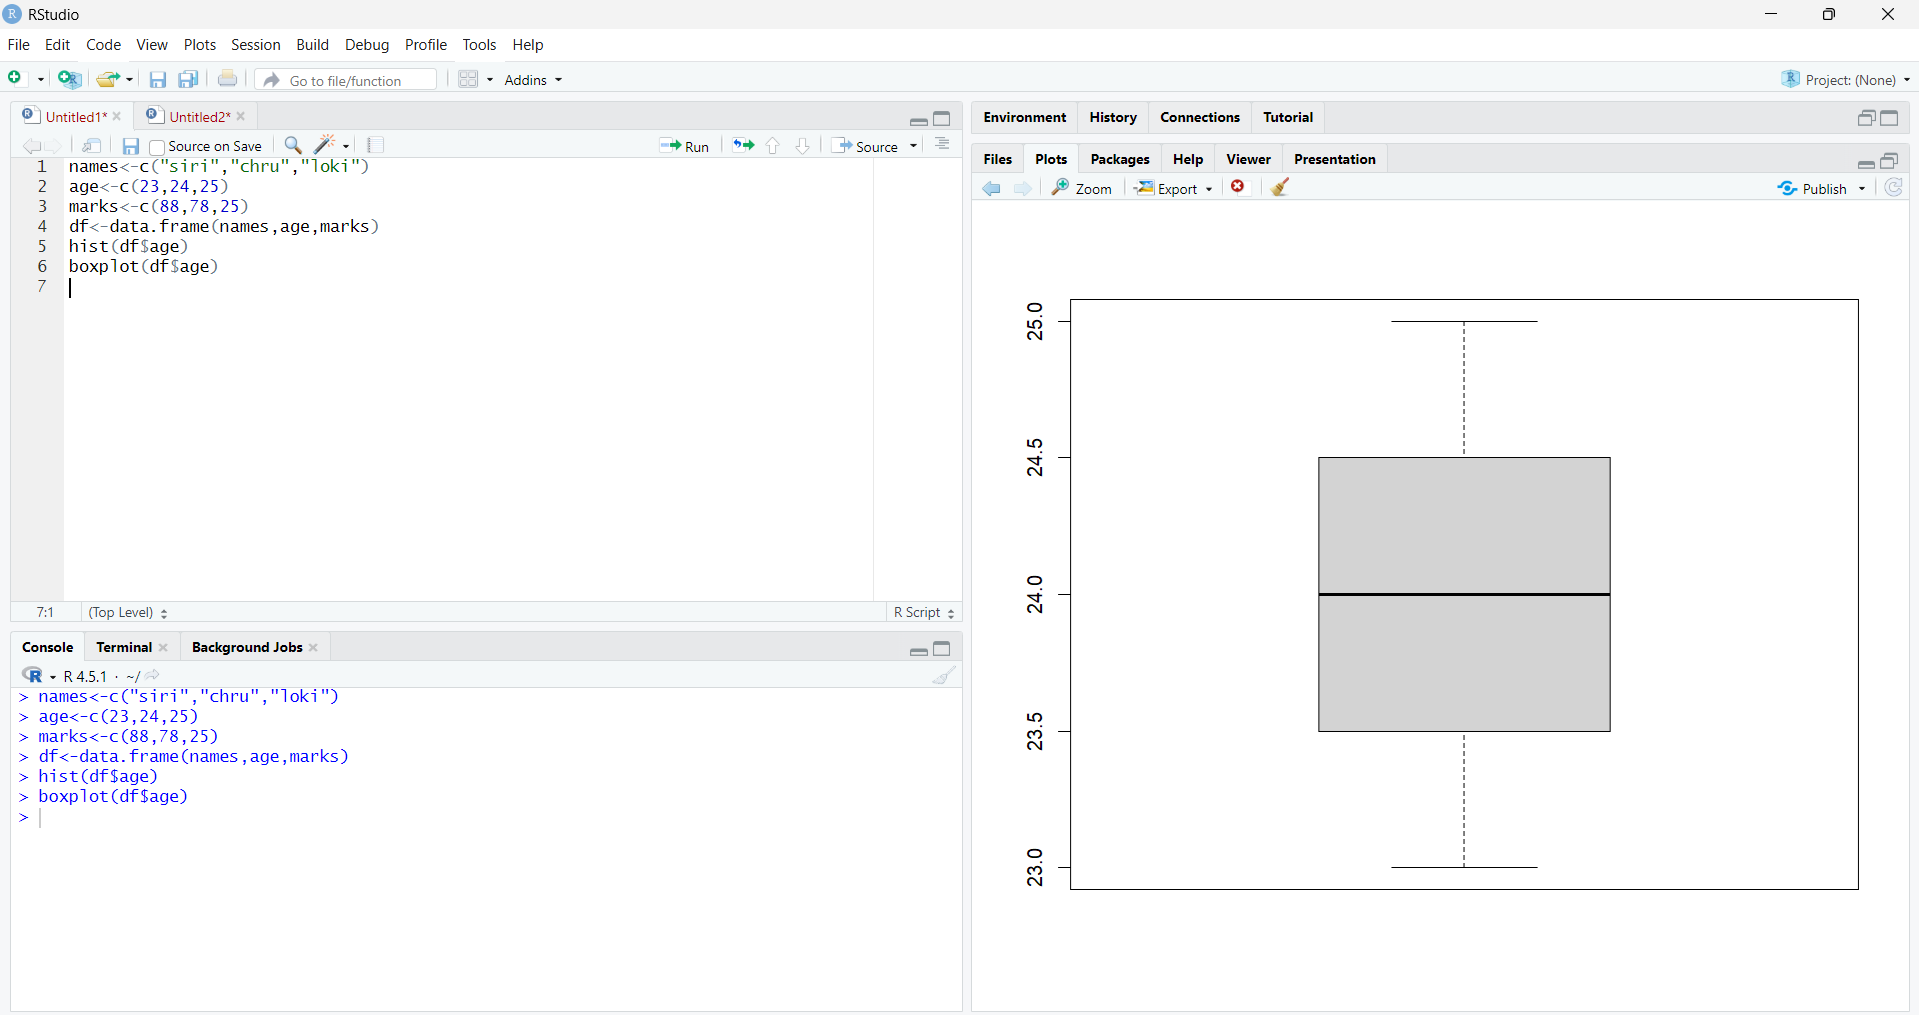 RStudio
File Edit Code View Plots Session Build Debug Profile Tools Help
Go to file/function Addins Project: (None)
Untitled1* Untitled2*
Source on Save Run Source
1 names<-c("siri","chru","loki")
2 age<-c(23,24,25)
3 marks<-c(88,78,25)
4 df<-data.frame(names,age,marks)
5 hist(df$age)
6 boxplot(df$age)
7
7:1 (Top Level) R Script
Console Terminal Background Jobs
R R 4.5.1 · ~/
> names<-c("siri","chru","loki")
> age<-c(23,24,25)
> marks<-c(88,78,25)
> df<-data.frame(names,age,marks)
> hist(df$age)
> boxplot(df$age)
>
Environment History Connections Tutorial
Files Plots Packages Help Viewer Presentation
Zoom Export Publish
25.0
24.5
24.0
23.5
23.0